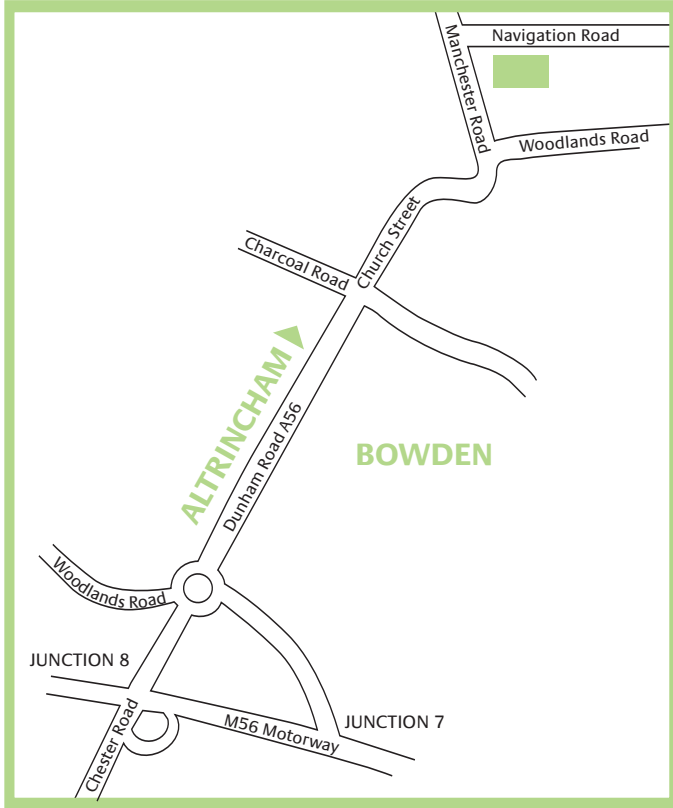 Navigation Road
Manchester Road
Woodlands Road
Church Street
Charcoal Road
ALTRINCHAM
Dunham Road A56
BOWDEN
Woodlands Road
JUNCTION 8
JUNCTION 7
M56 Motorway
Chester Road